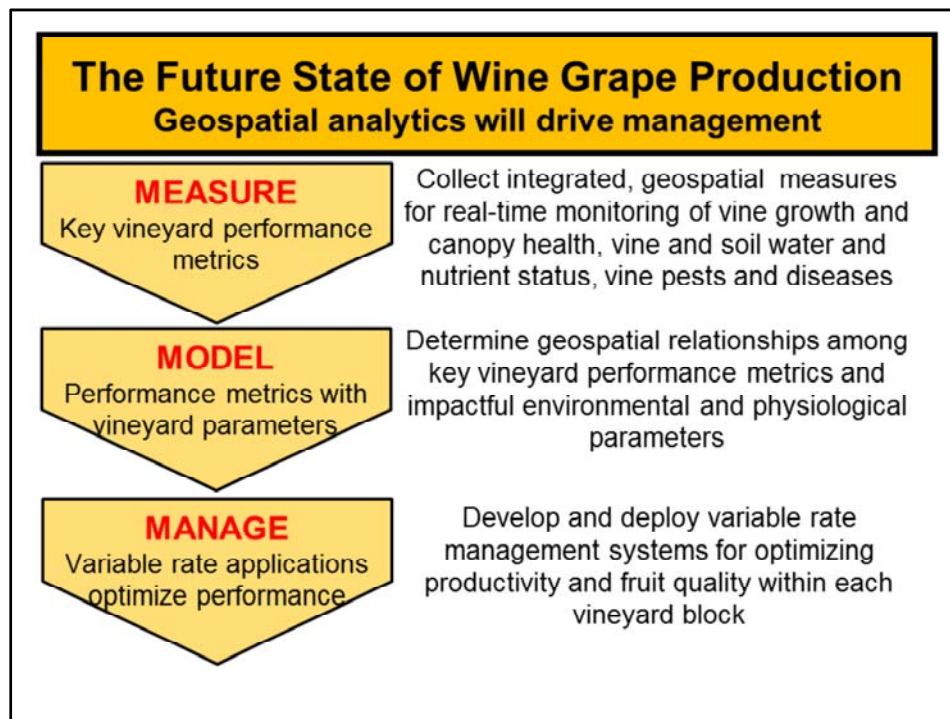 The Future State of Wine Grape Production
Geospatial analytics will drive management
MEASURE
Key vineyard performance
metrics
Collect integrated, geospatial measures
for real-time monitoring of vine growth and
canopy health, vine and soil water and
nutrient status, vine pests and diseases
MODEL
Performance metrics with
vineyard parameters
Determine geospatial relationships among
key vineyard performance metrics and
impactful environmental and physiological
parameters
MANAGE
Variable rate applications
optimize performance
Develop and deploy variable rate
management systems for optimizing
productivity and fruit quality within each
vineyard block